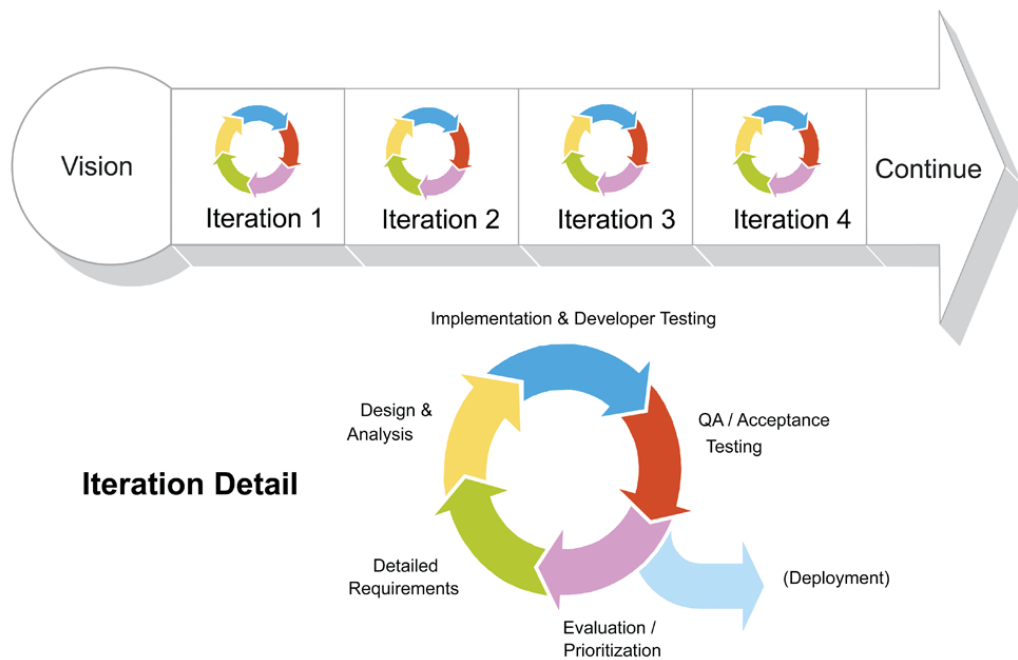 Vision
Iteration 1
Iteration 2
Iteration 3
Iteration 4
Continue
Implementation & Developer Testing
Design &
Analysis
QA / Acceptance
Testing
Iteration Detail
Detailed
Requirements
(Deployment)
Evaluation /
Prioritization